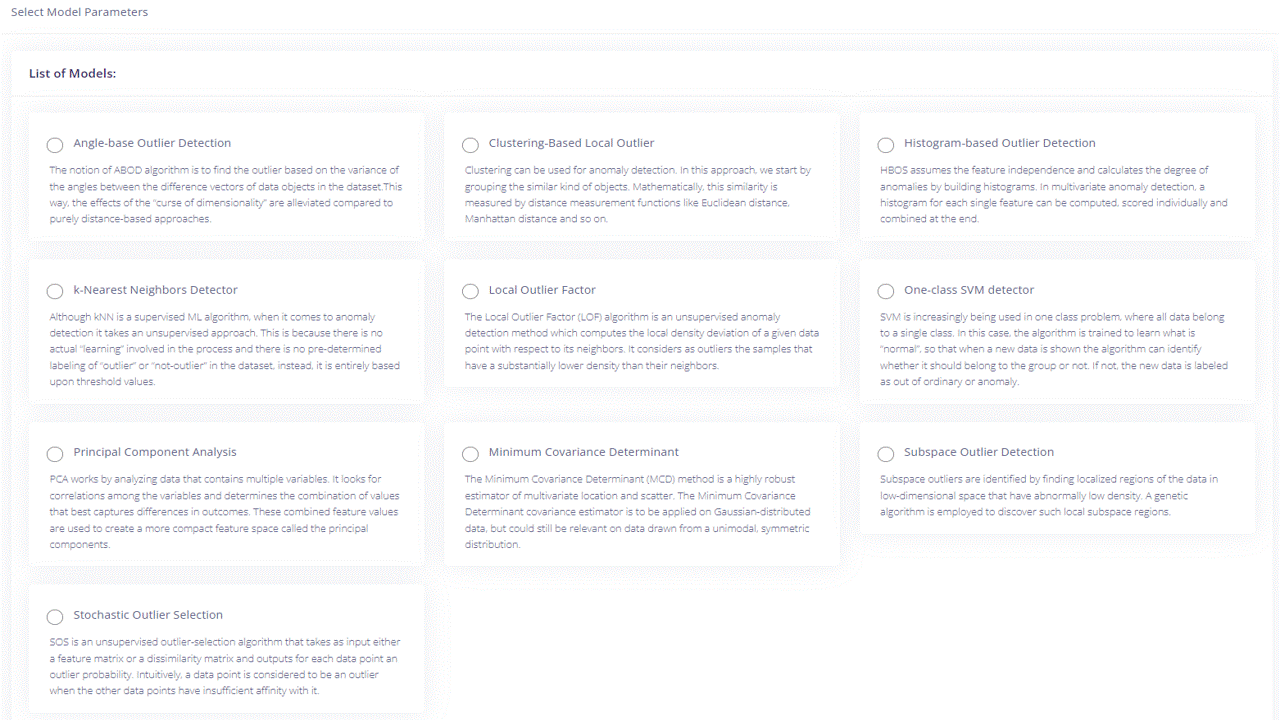 Select Model Parameters
List of Models:
Angle-base Outlier Detection
The notion of ABOD algorithm is to find the outlier based on the variance of
the angles between the difference vectors of data objects in the dataset.This
way, the effects of the "curse of dimensionality" are alleviated compared to
purely distance-based approaches.
Clustering-Based Local Outlier
Clustering can be used for anomaly detection. In this approach, we start by
grouping the similar kind of objects. Mathematically, this similarity is
measured by distance measurement functions like Euclidean distance,
Manhattan distance and so on.
Histogram-based Outlier Detection
HBOS assumes the feature independence and calculates the degree of
anomalies by building histograms. In multivariate anomaly detection, a
histogram for each single feature can be computed, scored individually and
combined at the end.
k-Nearest Neighbors Detector
Although kNN is a supervised ML algorithm, when it comes to anomaly
detection it takes an unsupervised approach. This is because there is no
actual "learning" involved in the process and there is no pre-determined
labeling of "outlier" or "not-outlier" in the dataset, instead, it is entirely based
upon threshold values.
Local Outlier Factor
The Local Outlier Factor (LOF) algorithm is an unsupervised anomaly
detection method which computes the local density deviation of a given data
point with respect to its neighbors. It considers as outliers the samples that
have a substantially lower density than their neighbors.
One-class SVM detector
SVM is increasingly being used in one class problem, where all data belong
to a single class. In this case, the algorithm is trained to learn what is
"normal", so that when a new data is shown the algorithm can identify
whether it should belong to the group or not. If not, the new data is labeled
as out of ordinary or anomaly.
Principal Component Analysis
PCA works by analyzing data that contains multiple variables. It looks for
correlations among the variables and determines the combination of values
that best captures differences in outcomes. These combined feature values
are used to create a more compact feature space called the principal
components.
Minimum Covariance Determinant
The Minimum Covariance Determinant (MCD) method is a highly robust
estimator of multivariate location and scatter. The Minimum Covariance
Determinant covariance estimator is to be applied on Gaussian-distributed
data, but could still be relevant on data drawn from a unimodal, symmetric
distribution.
Subspace Outlier Detection
Subspace outliers are identified by finding localized regions of the data in
low-dimensional space that have abnormally low density. A genetic
algorithm is employed to discover such local subspace regions.
Stochastic Outlier Selection
SOS is an unsupervised outlier-selection algorithm that takes as input either
a feature matrix or a dissimilarity matrix and outputs for each data point an
outlier probability. Intuitively, a data point is considered to be an outlier
when the other data points have insufficient affinity with it.